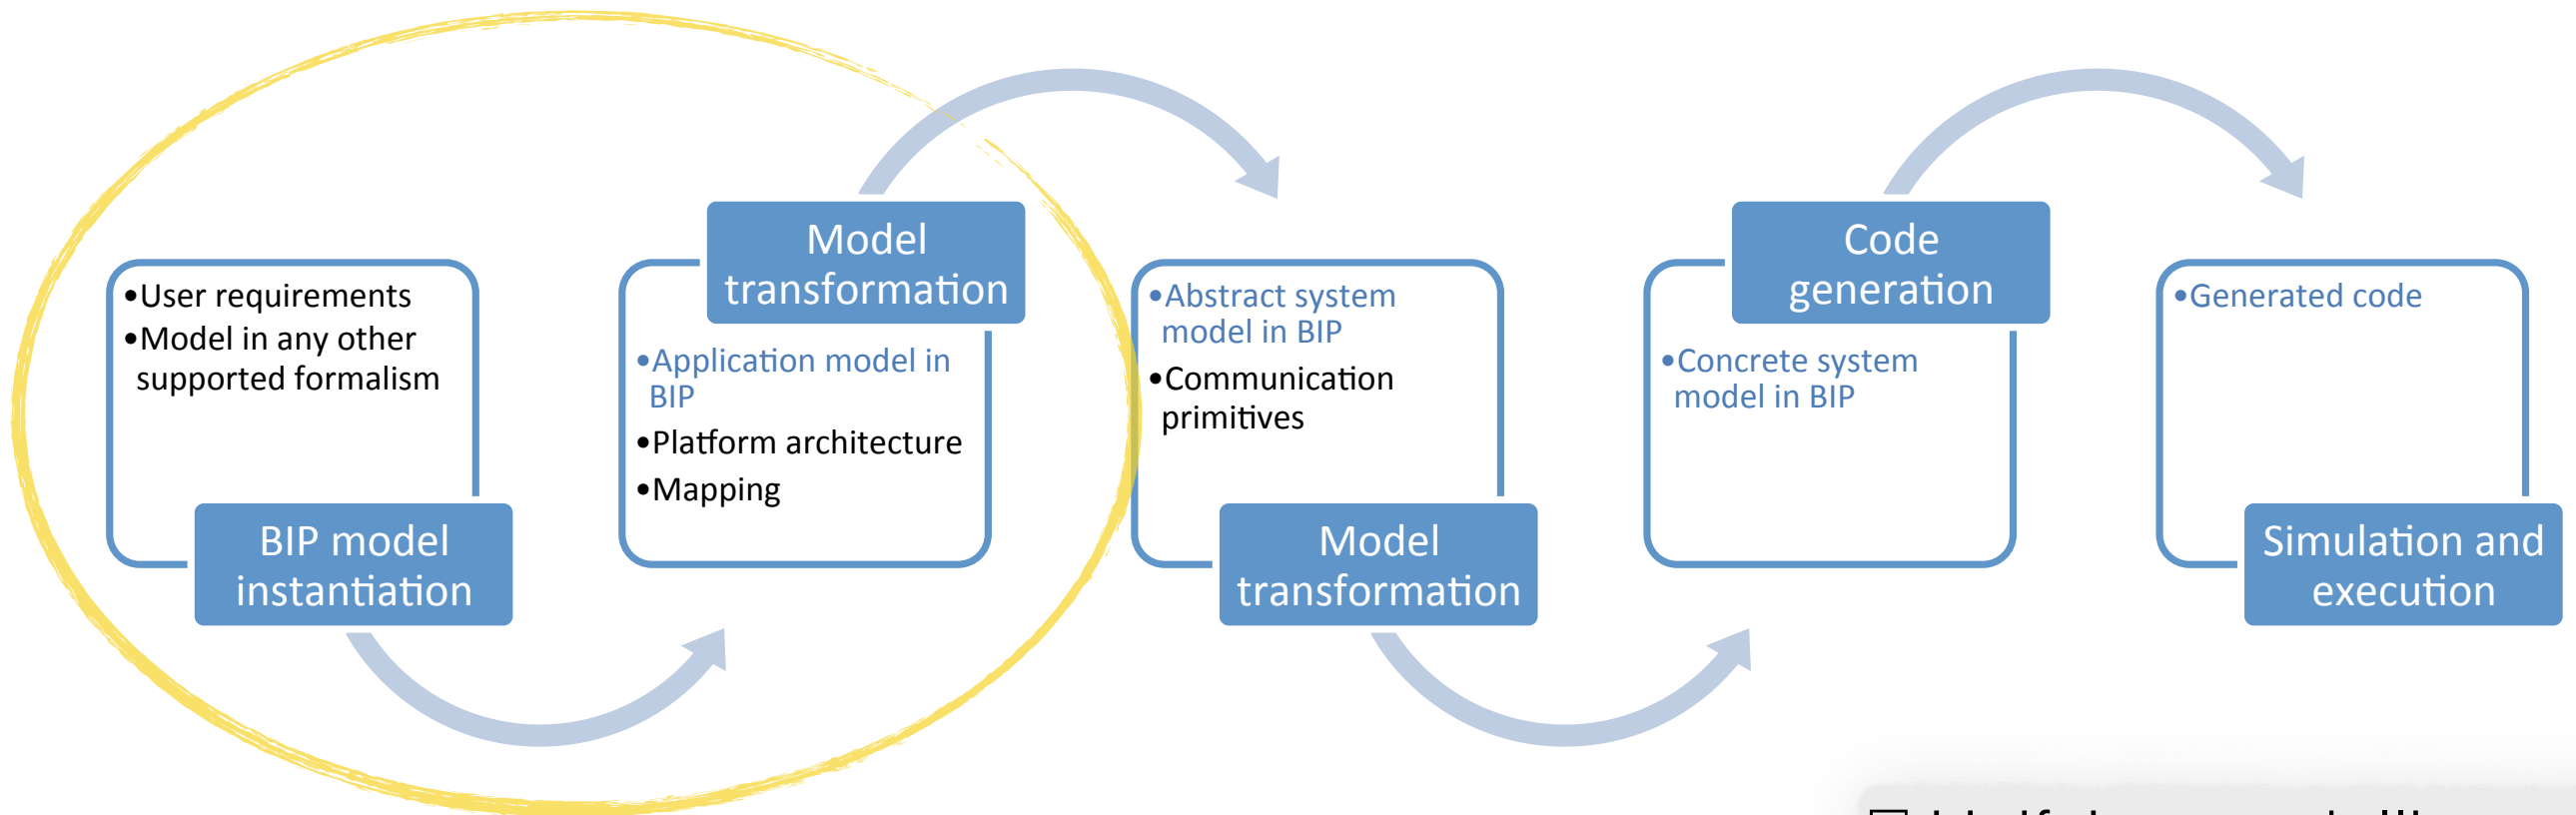 •User requirements
•Model in any other
supported formalism
BIP model
instantiation
Model
transformation
•Application model in
BIP
•Platform architecture
•Mapping
•Abstract system
model in BIP
•Communication
primitives
Model
transformation
Code
generation
•Concrete system
model in BIP
•Generated code
Simulation and
execution